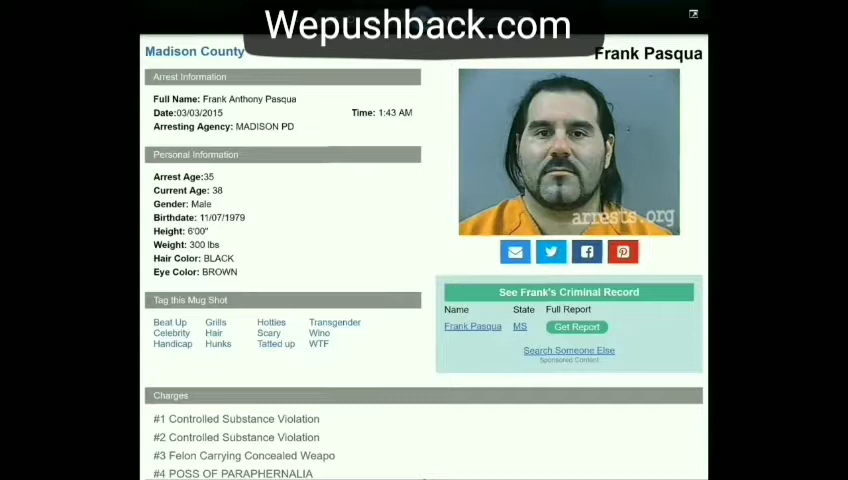 Wepushback.com
Madison County
Frank Pasqua
Arrest Information
Full Name: Frank Anthony Pasqua
Date:03/03/2015 Time: 1:43 AM
Arresting Agency: MADISON PD
Personal Information
Arrest Age:35
Current Age: 38
Gender: Male
Birthdate: 11/07/1979
Height: 6'00"
Weight: 300 lbs
Hair Color: BLACK
Eye Color: BROWN
Tag this Mug Shot
Beat Up Grills Hotties Transgender
Celebrity Hair Scary Wino
Handicap Hunks Tatted up WTF
arrests.org
See Frank's Criminal Record
Name State Full Report
Frank Pasqua MS Get Report
Search Someone Else
Sponsored Content
Charges
#1 Controlled Substance Violation
#2 Controlled Substance Violation
#3 Felon Carrying Concealed Weapo
#4 POSS OF PARAPHERNALIA